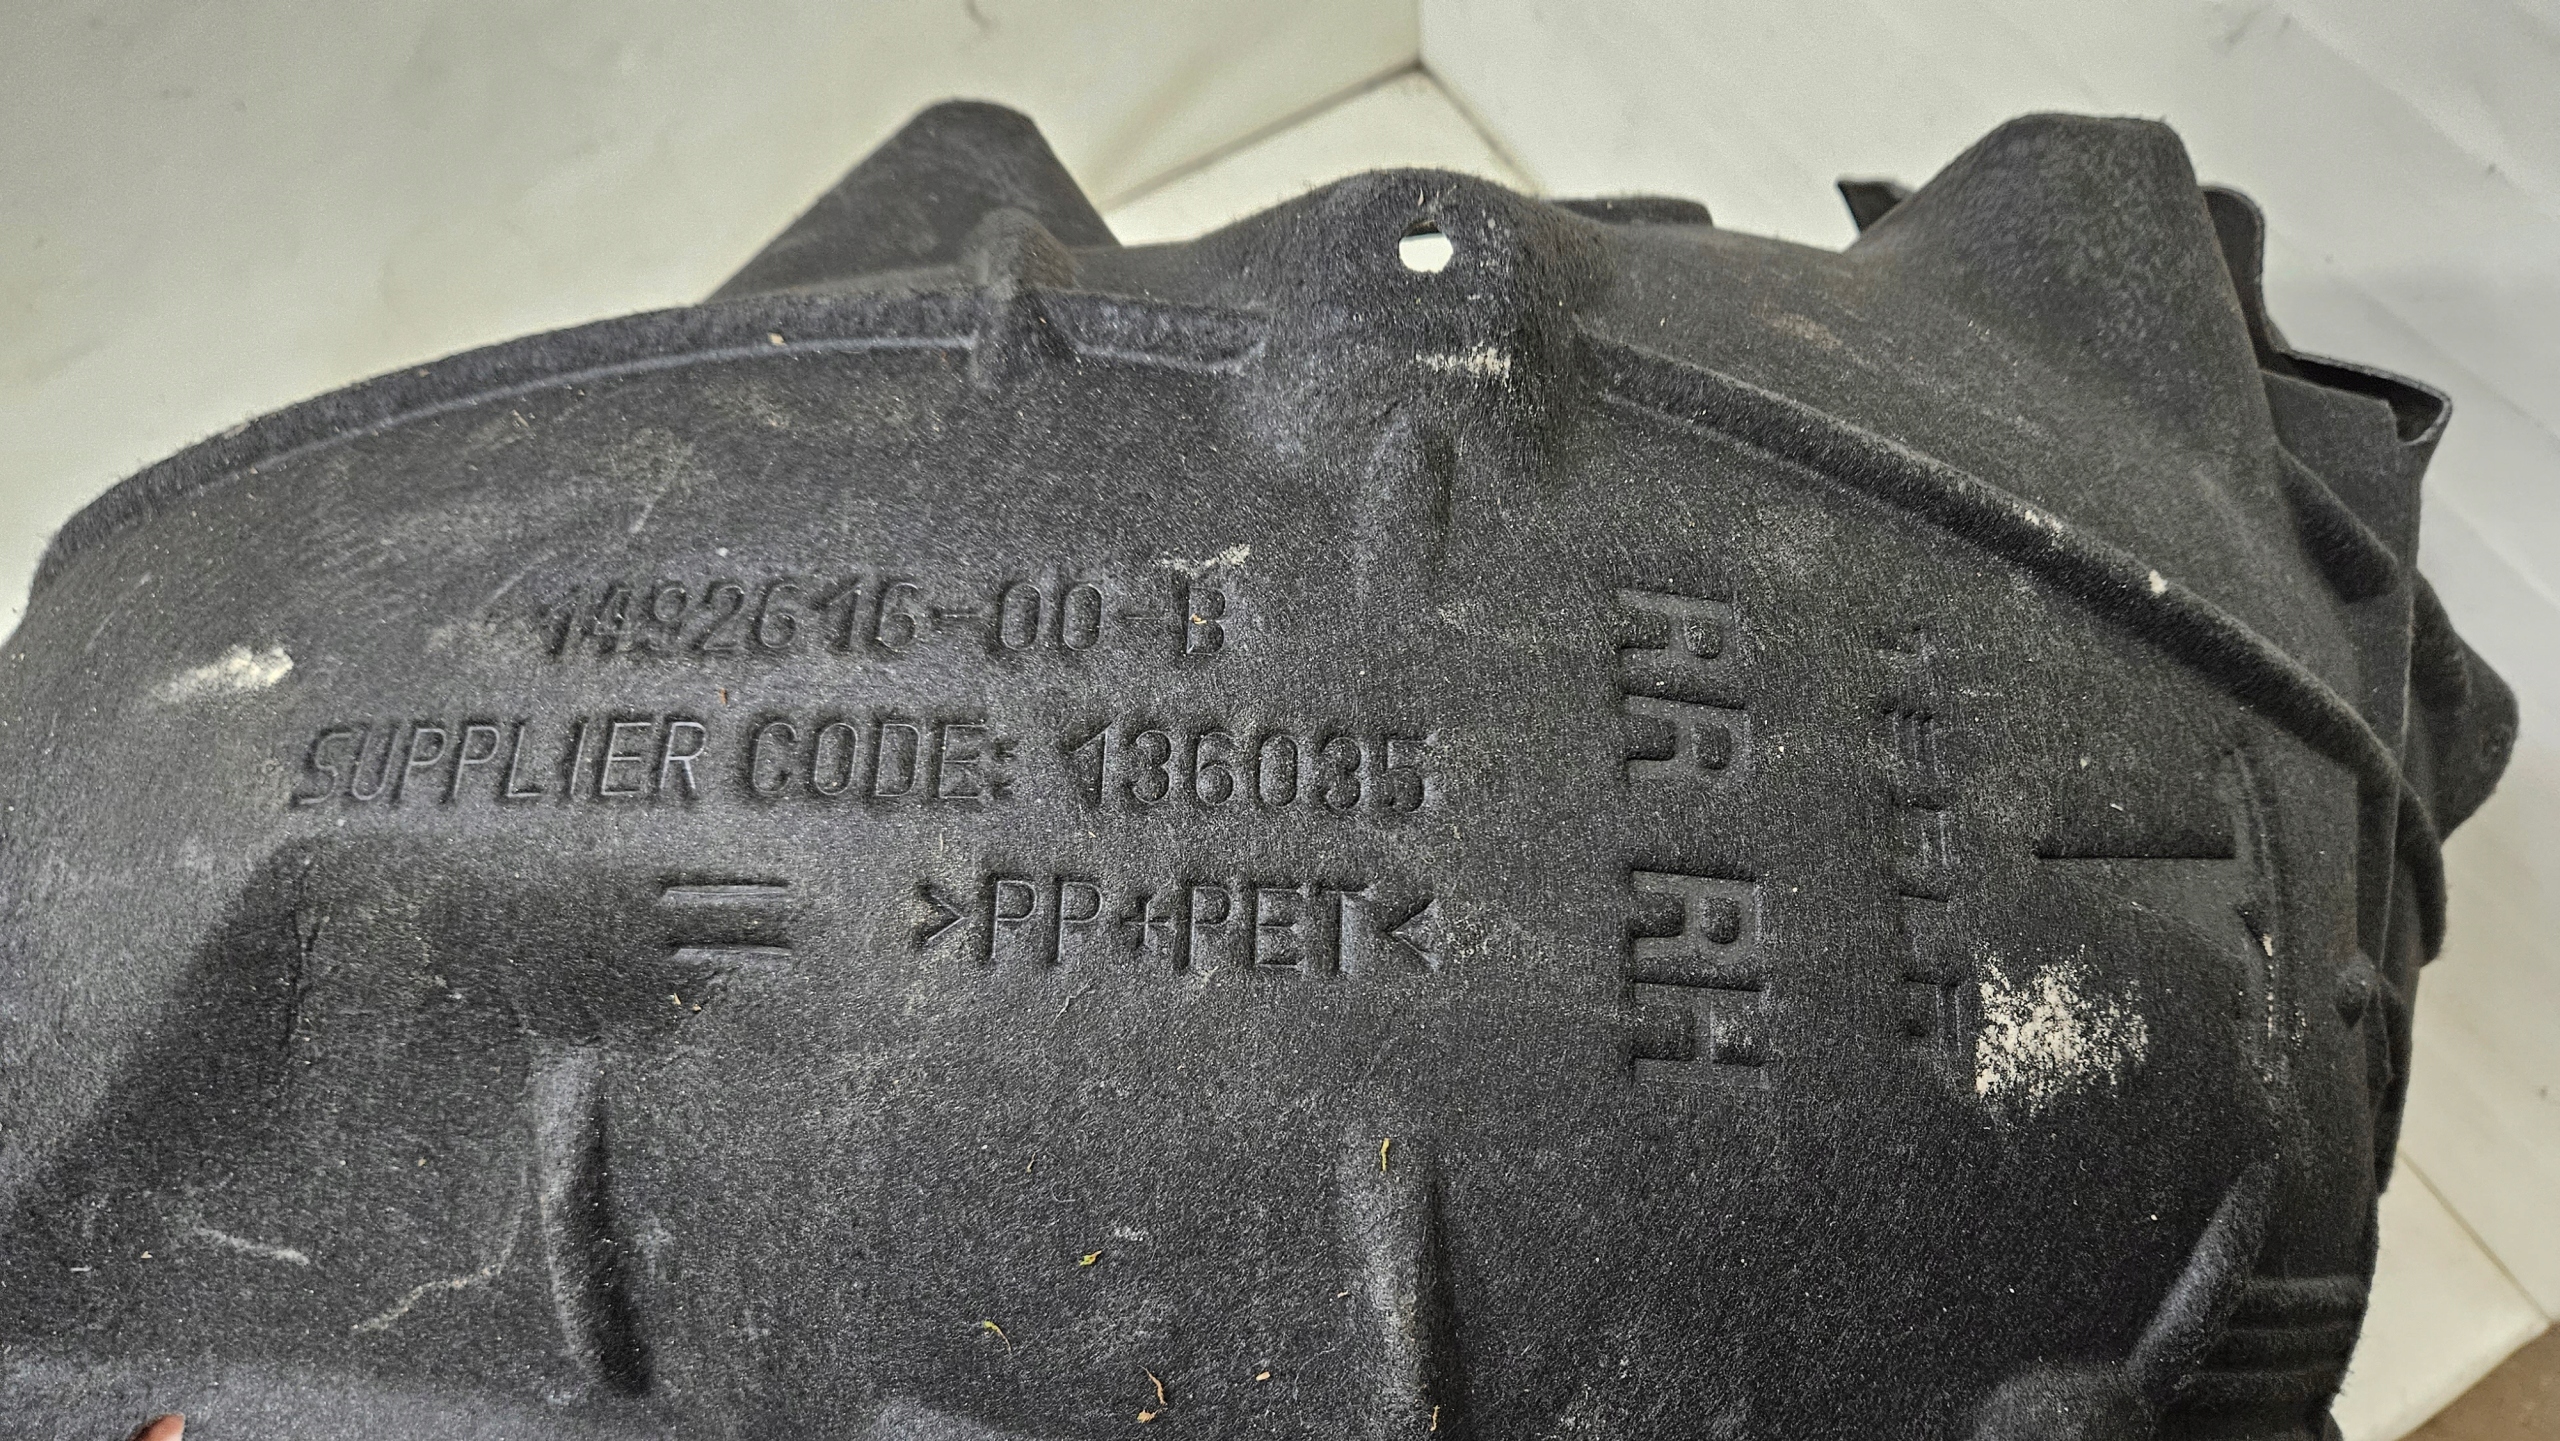 1492616-00-B
SUPPLIER CODE: 136035
>PP+PET<
RR RH